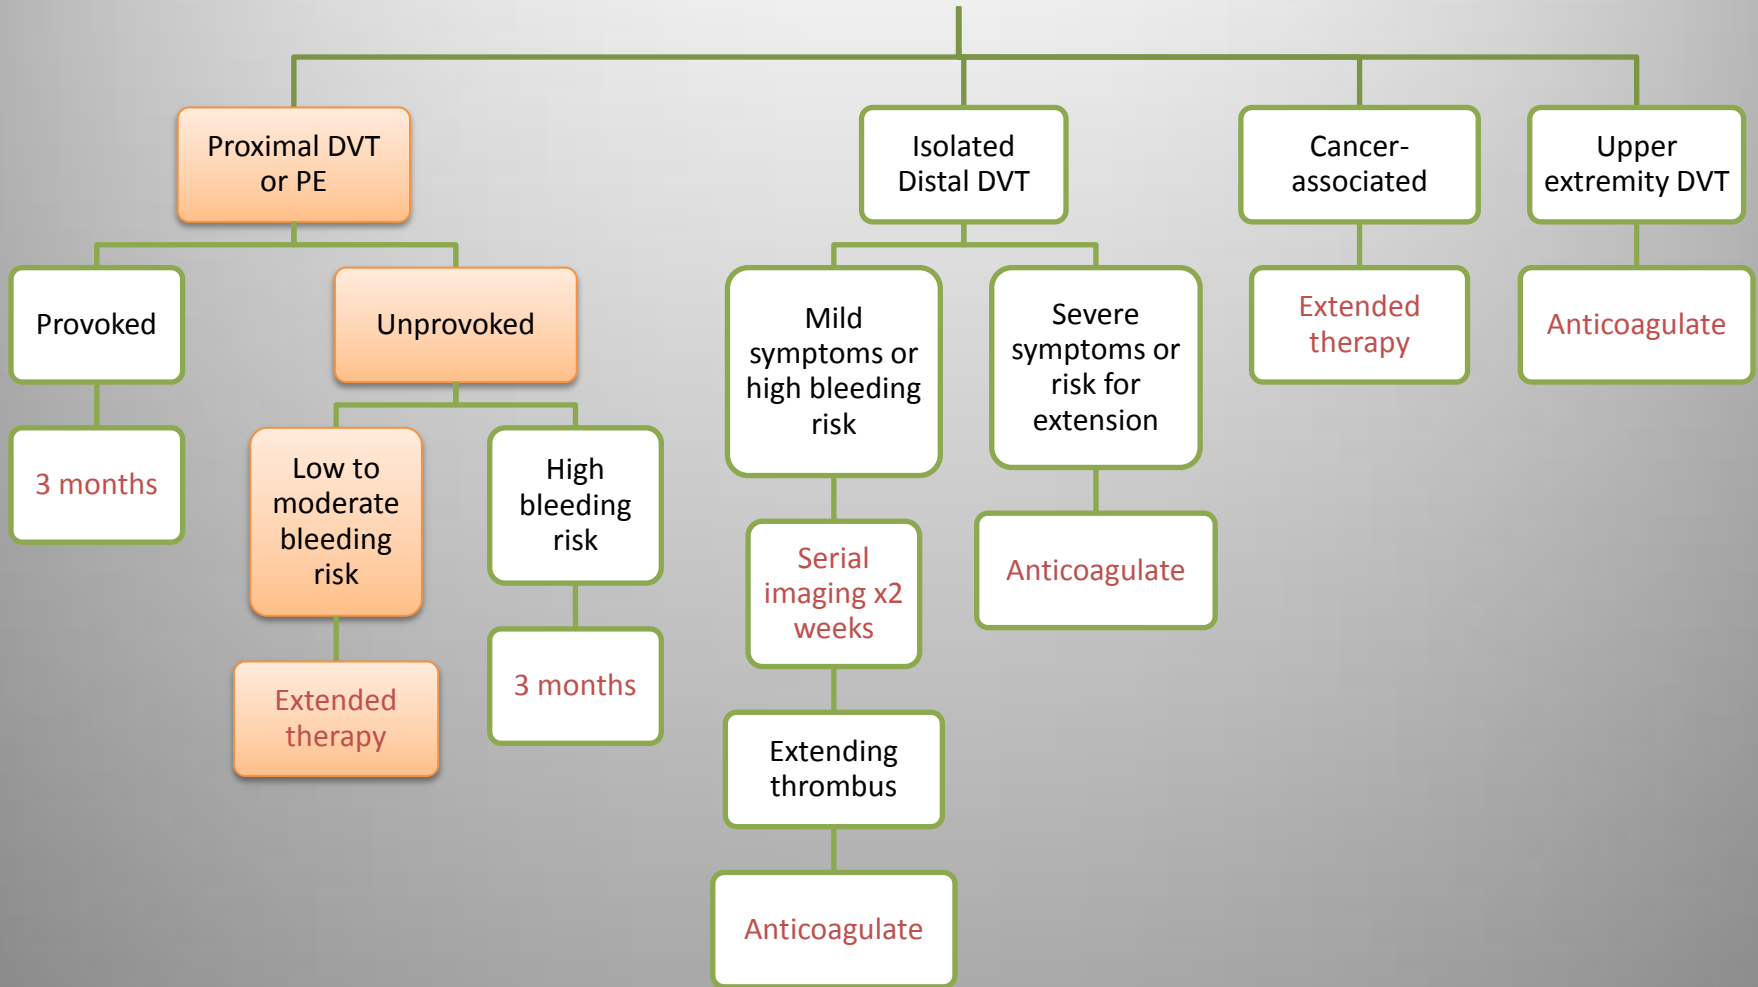 Proximal DVT
or PE
Isolated
Distal DVT
Cancer-
associated
Upper
extremity DVT
Provoked
Unprovoked
Mild
symptoms or
high bleeding
risk
Severe
symptoms or
risk for
extension
Extended
therapy
Anticoagulate
3 months
Low to
moderate
bleeding
risk
High
bleeding
risk
Serial
imaging x2
weeks
Anticoagulate
Extended
therapy
3 months
Extending
thrombus
Anticoagulate